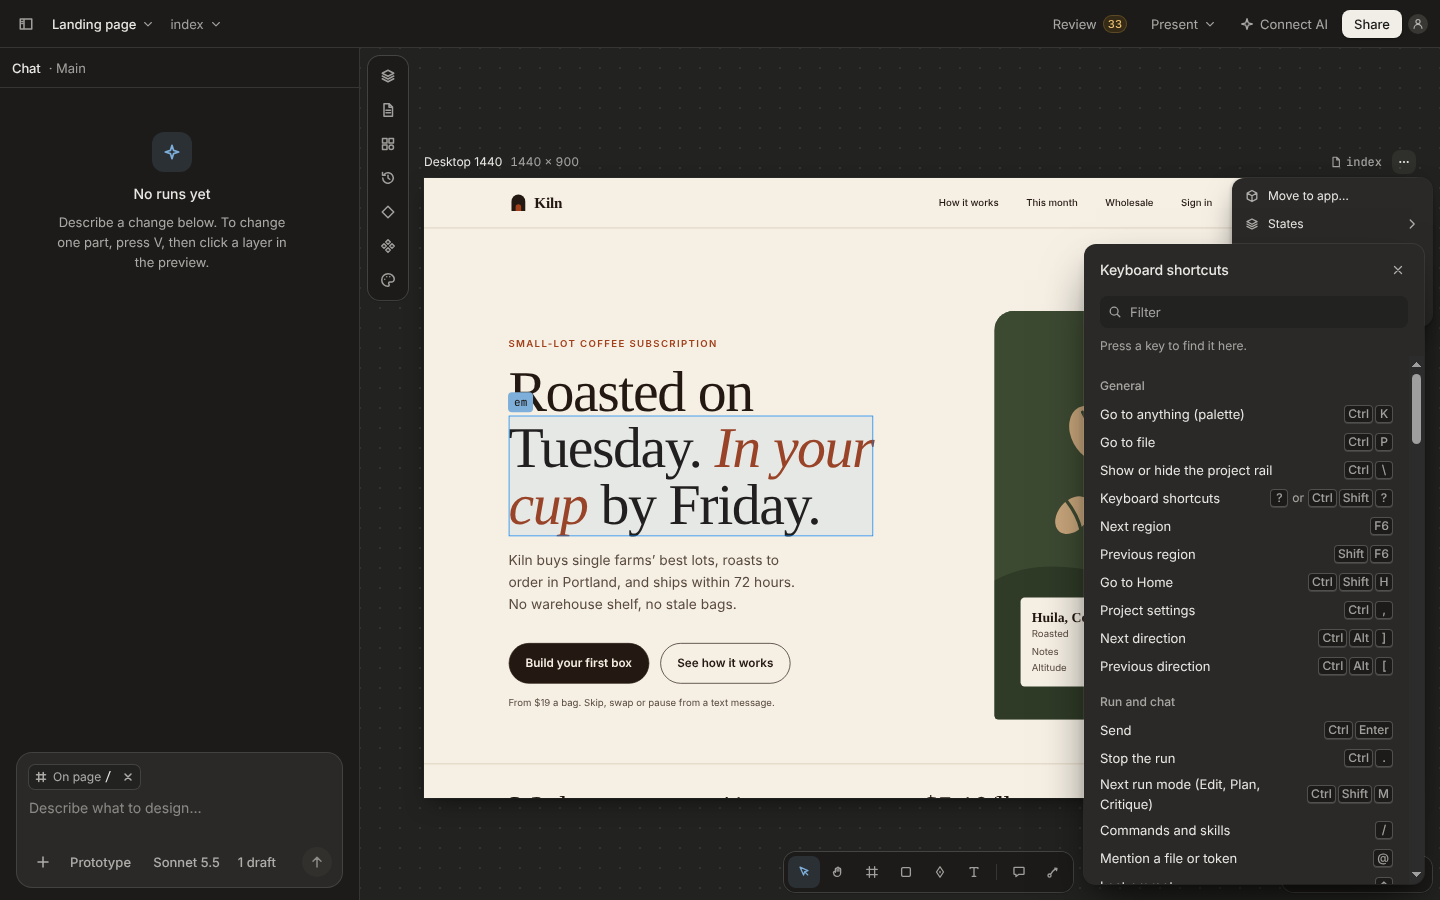 Landing page
index
Review 33
Present
Connect AI
Share
Chat · Main
No runs yet
Describe a change below. To change
one part, press V, then click a layer in
the preview.
On page /
Describe what to design...
Prototype
Sonnet 5.5
1 draft
Desktop 1440 1440 × 900
index
Kiln
How it works
This month
Wholesale
Sign in
SMALL-LOT COFFEE SUBSCRIPTION
em
Roasted on
Tuesday. In your
cup by Friday.
Kiln buys single farms’ best lots, roasts to
order in Portland, and ships within 72 hours.
No warehouse shelf, no stale bags.
Build your first box
See how it works
From $19 a bag. Skip, swap or pause from a text message.
Huila,
Roasted
Notes
Altitude
Move to app...
States
Keyboard shortcuts
Filter
Press a key to find it here.
General
Go to anything (palette) Ctrl K
Go to file Ctrl P
Show or hide the project rail Ctrl \
Keyboard shortcuts ? or Ctrl Shift ?
Next region F6
Previous region Shift F6
Go to Home Ctrl Shift H
Project settings Ctrl ,
Next direction Ctrl Alt ]
Previous direction Ctrl Alt [
Run and chat
Send Ctrl Enter
Stop the run Ctrl .
Next run mode (Edit, Plan,
Critique) Ctrl Shift M
Commands and skills /
Mention a file or token @